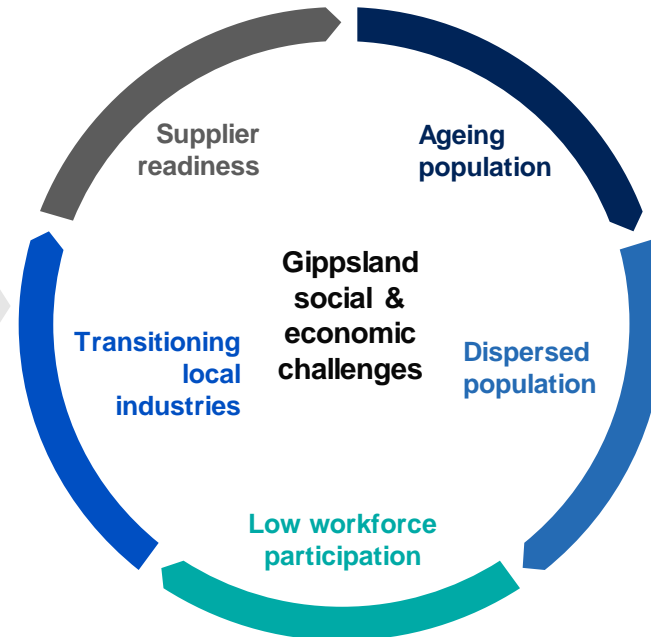 Supplier
readiness
Ageing
population
Gippsland
social &
economic
challenges
Transitioning
local
industries
Dispersed
population
Low workforce
participation